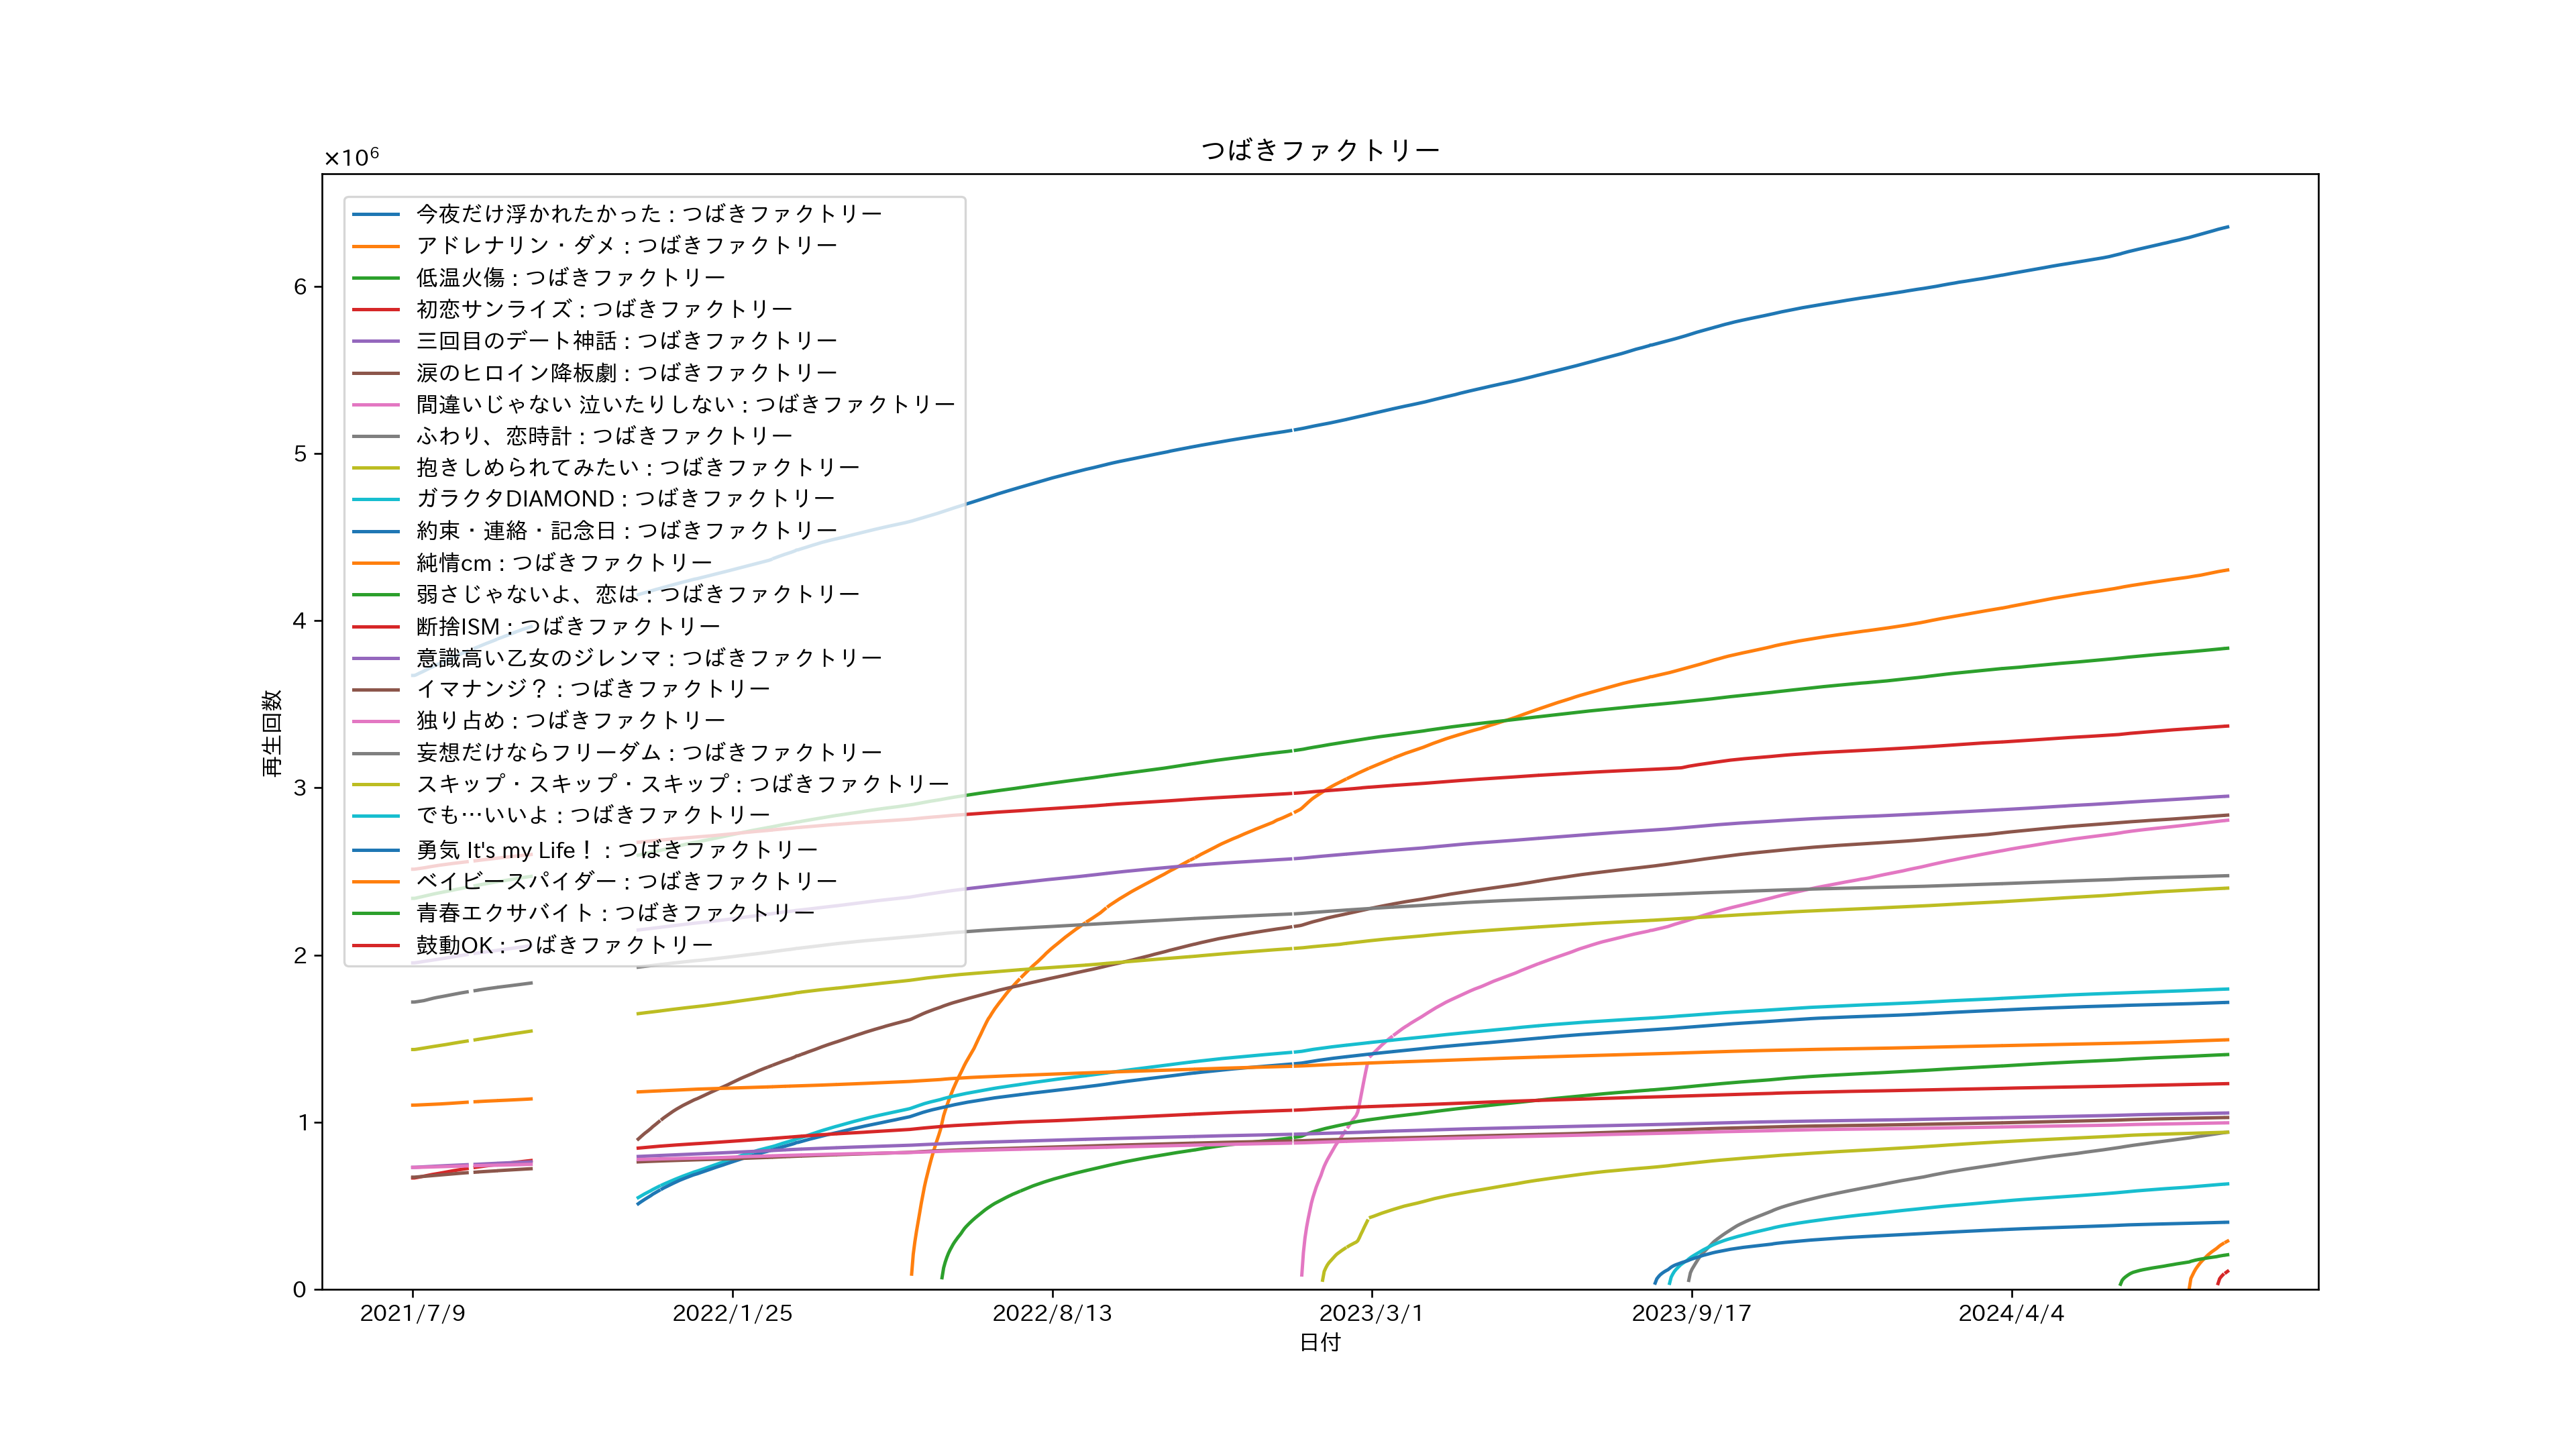 つばきファクトリー
×10⁶
今夜だけ浮かれたかった : つばきファクトリー
アドレナリン・ダメ : つばきファクトリー
低温火傷 : つばきファクトリー
初恋サンライズ : つばきファクトリー
三回目のデート神話 : つばきファクトリー
涙のヒロイン降板劇 : つばきファクトリー
間違いじゃない 泣いたりしない : つばきファクトリー
ふわり、恋時計 : つばきファクトリー
抱きしめられてみたい : つばきファクトリー
ガラクタDIAMOND : つばきファクトリー
約束・連絡・記念日 : つばきファクトリー
純情cm : つばきファクトリー
弱さじゃないよ、恋は : つばきファクトリー
断捨ISM : つばきファクトリー
意識高い乙女のジレンマ : つばきファクトリー
イマナンジ？ : つばきファクトリー
独り占め : つばきファクトリー
妄想だけならフリーダム : つばきファクトリー
スキップ・スキップ・スキップ : つばきファクトリー
でも…いいよ : つばきファクトリー
勇気 It's my Life！ : つばきファクトリー
ベイビースパイダー : つばきファクトリー
青春エクサバイト : つばきファクトリー
鼓動OK : つばきファクトリー
6
5
4
3
2
1
0
再生回数
2021/7/9
2022/1/25
2022/8/13
2023/3/1
2023/9/17
2024/4/4
日付